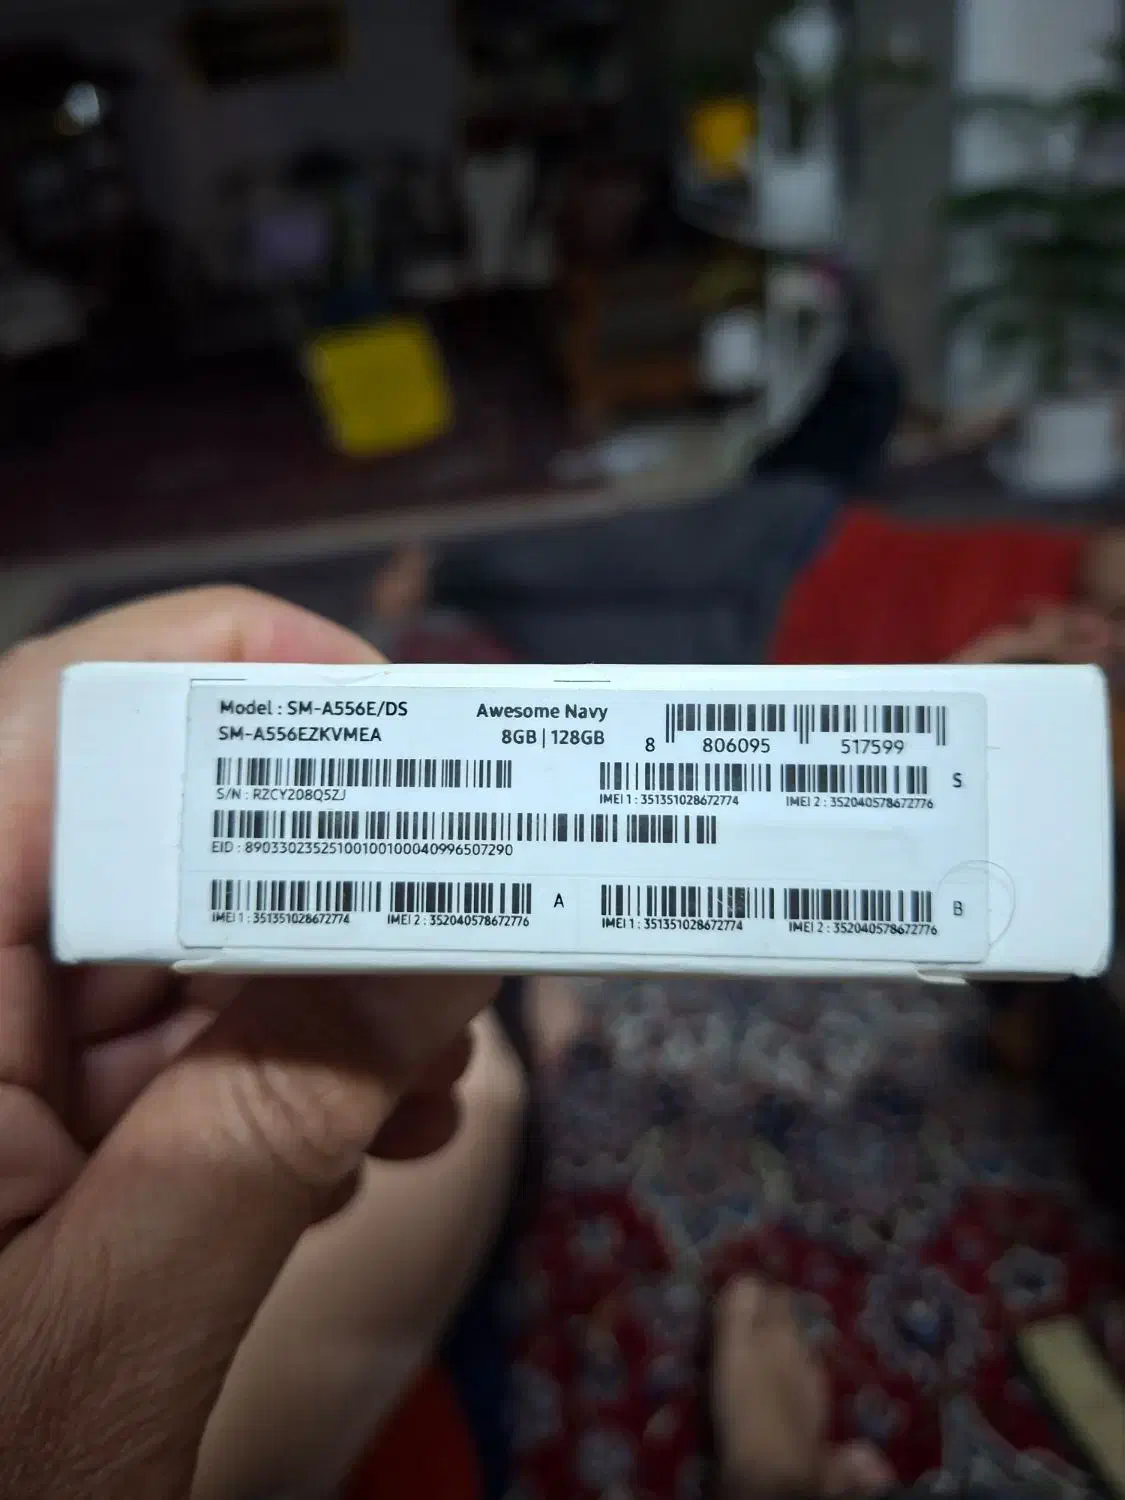 Model : SM-A556E/DS
SM-A556EZKVMEA
Awesome Navy
8GB | 128GB
8 806095 517599
S/N : RZCY208Q5ZJ
IMEI 1 : 351351028672774 IMEI 2 : 352040578672776 S
EID : 89033023525100100100040996507290
IMEI 1 : 351351028672774 IMEI 2 : 352040578672776 A
IMEI 1 : 351351028672774 IMEI 2 : 352040578672776 B